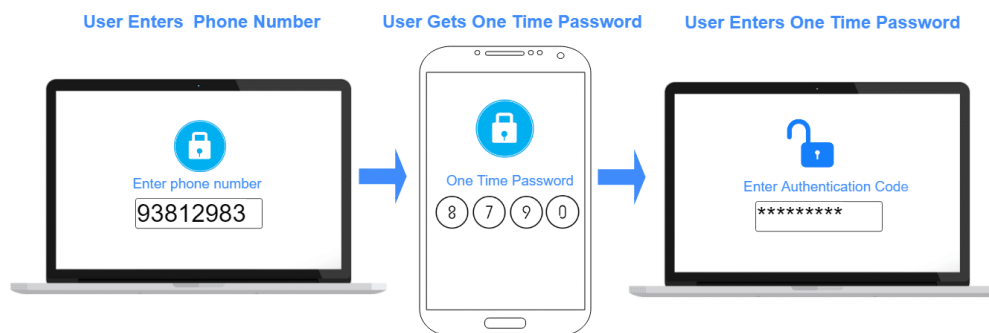 User Enters Phone Number
User Gets One Time Password
User Enters One Time Password
Enter phone number
93812983
One Time Password
8 7 9 0
Enter Authentication Code
*********